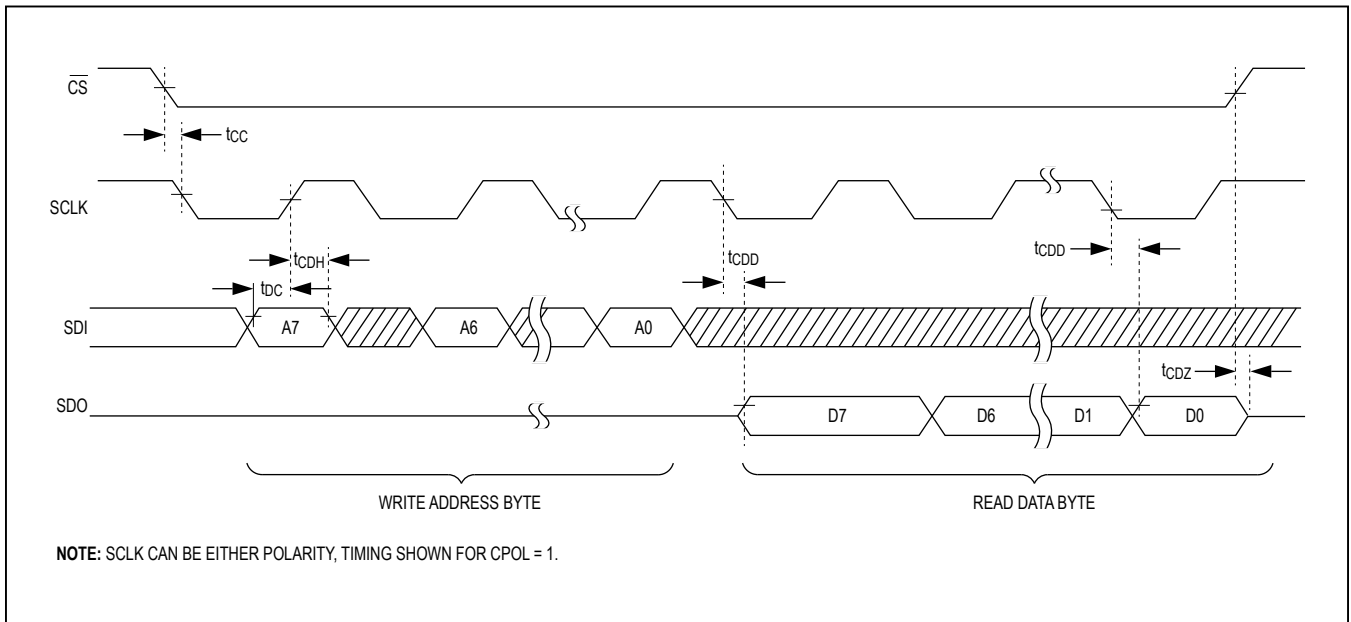 CS
tCC
SCLK
tCDH
tCDD
tCDD
tDC
SDI A7 A6 A0
tCDZ
SDO D7 D6 D1 D0
WRITE ADDRESS BYTE READ DATA BYTE
NOTE: SCLK CAN BE EITHER POLARITY, TIMING SHOWN FOR CPOL = 1.